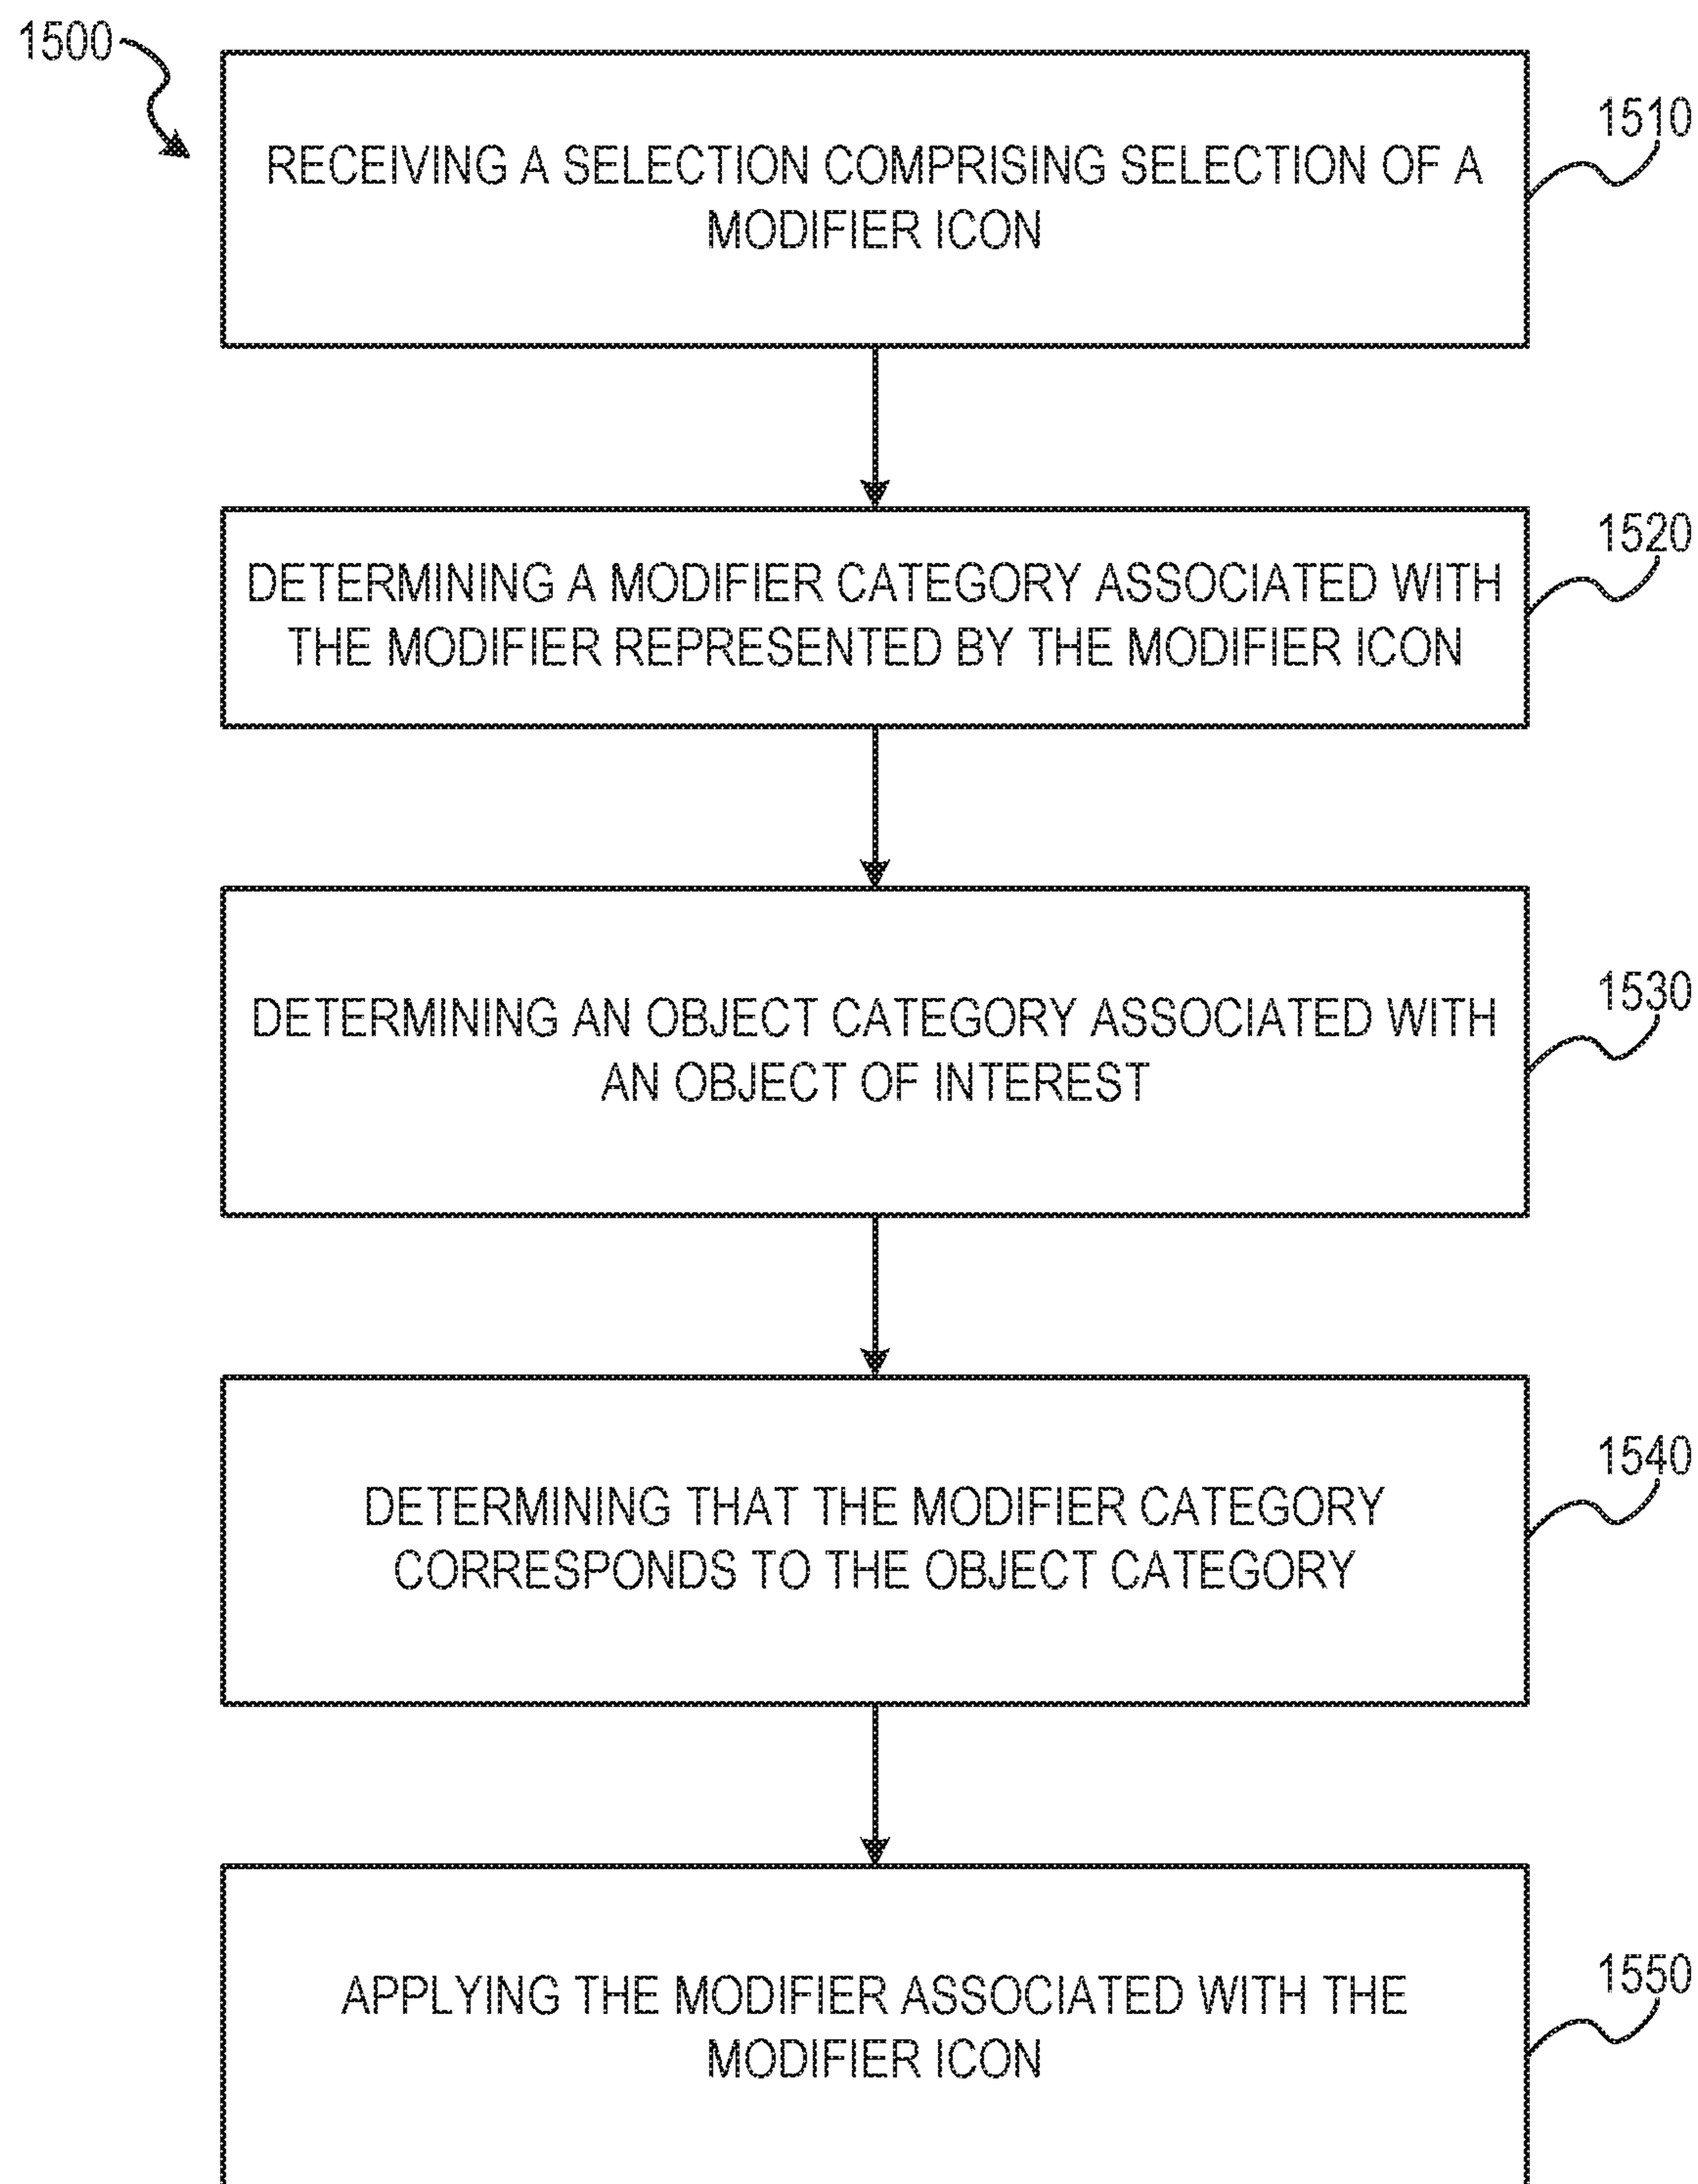 1500
RECEIVING A SELECTION COMPRISING SELECTION OF A
MODIFIER ICON
1510
DETERMINING A MODIFIER CATEGORY ASSOCIATED WITH
THE MODIFIER REPRESENTED BY THE MODIFIER ICON
1520
DETERMINING AN OBJECT CATEGORY ASSOCIATED WITH
AN OBJECT OF INTEREST
1530
DETERMINING THAT THE MODIFIER CATEGORY
CORRESPONDS TO THE OBJECT CATEGORY
1540
APPLYING THE MODIFIER ASSOCIATED WITH THE
MODIFIER ICON
1550